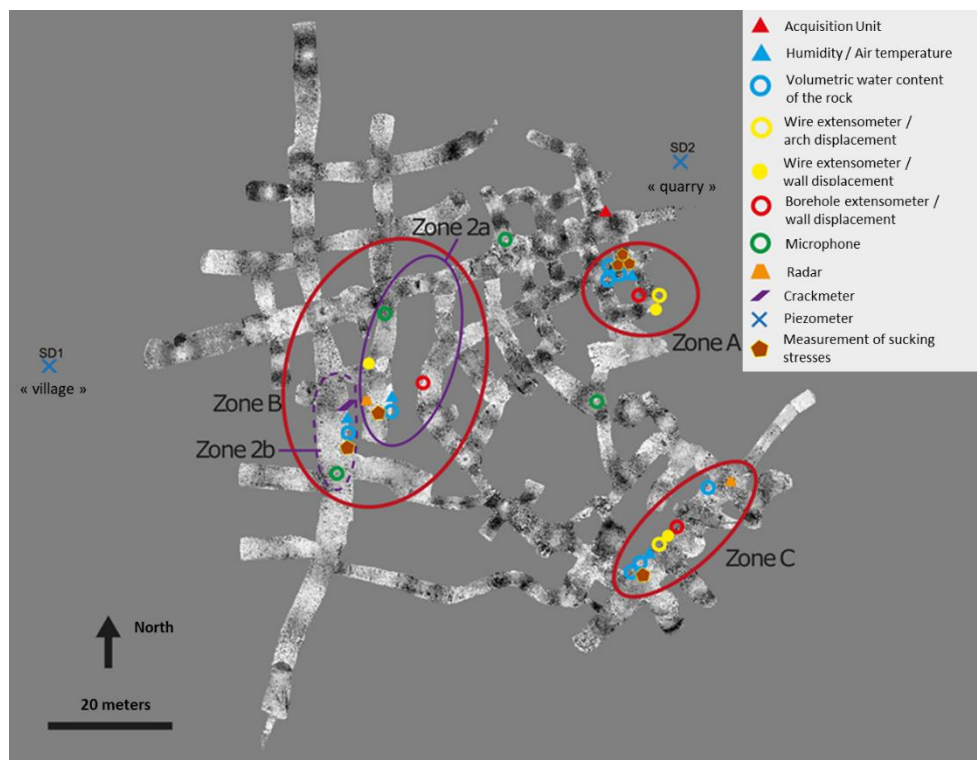 Acquisition Unit
Humidity / Air temperature
Volumetric water content
of the rock
Wire extensometer /
arch displacement
Wire extensometer /
wall displacement
Borehole extensometer /
wall displacement
Microphone
Radar
Crackmeter
Piezometer
Measurement of sucking
stresses
SD2
« quarry »
Zone 2a
Zone A
SD1
« village »
Zone B
Zone 2b
Zone C
North
20 meters